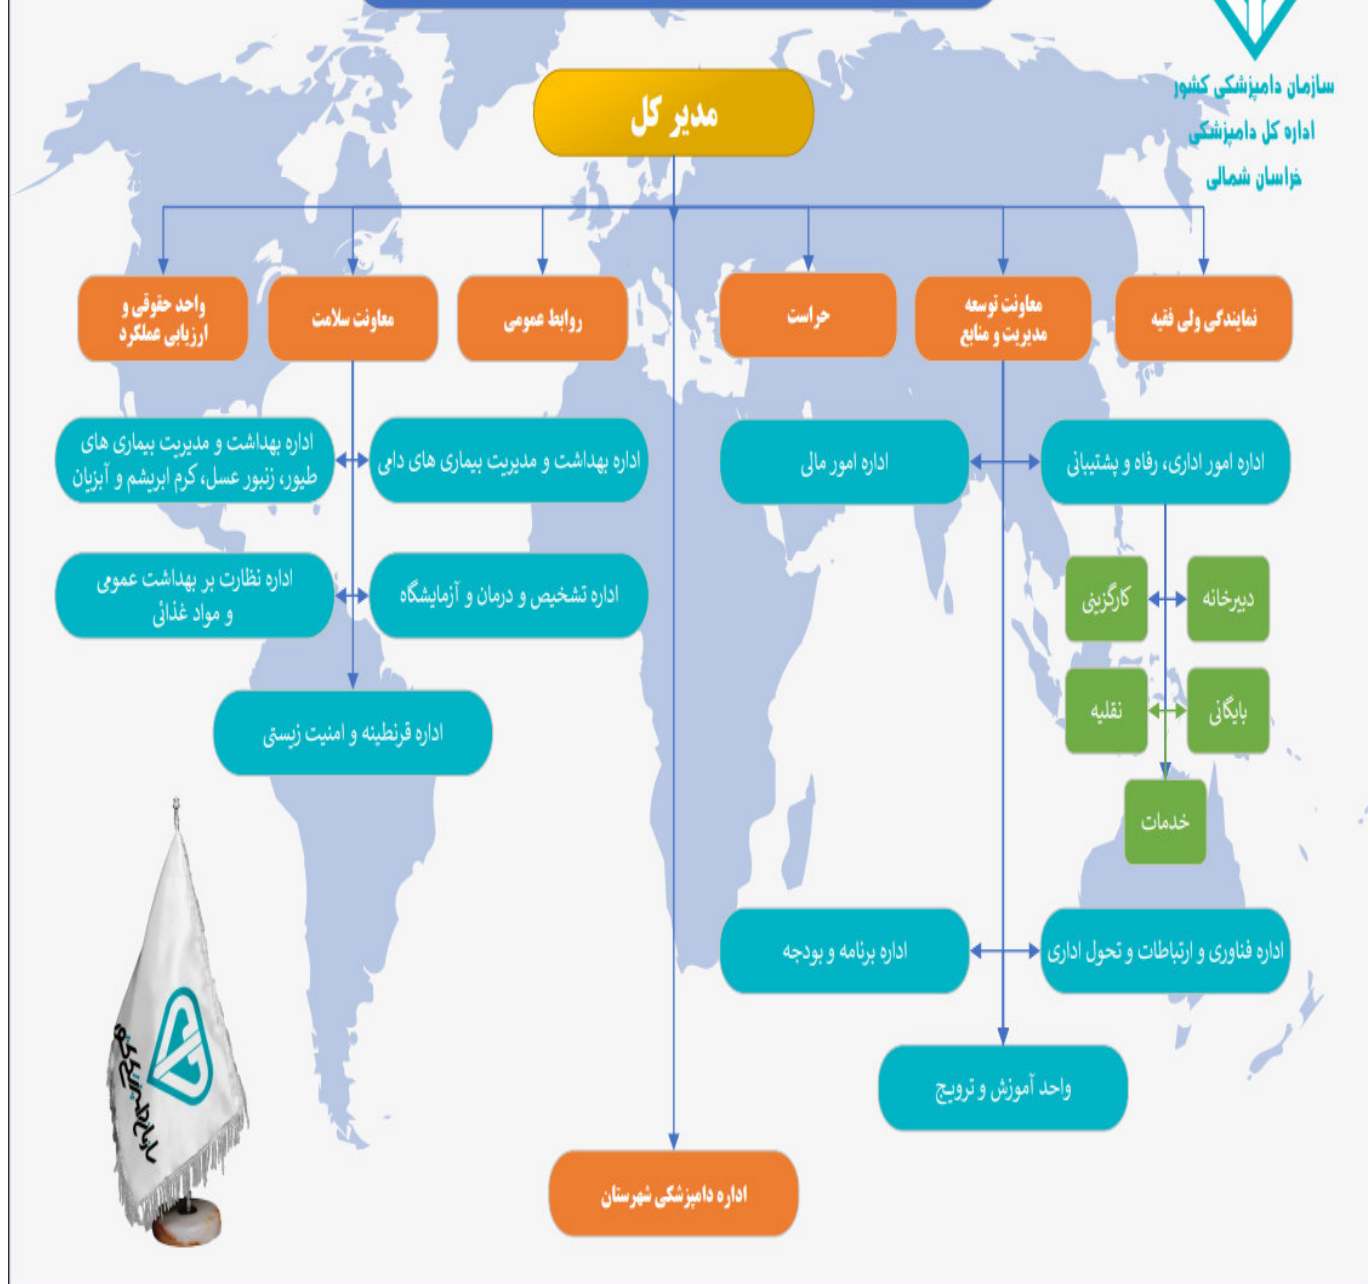 سازمان دامپزشکی کشور
اداره کل دامپزشکی
خراسان شمالی
مدیر کل
نمایندگی ولی فقیه
معاونت توسعه
مدیریت و منابع
حراست
روابط عمومی
معاونت سلامت
واحد حقوقی و
ارزیابی عملکرد
اداره امور اداری، رفاه و پشتیبانی
اداره امور مالی
اداره بهداشت و مدیریت بیماری های دامی
اداره بهداشت و مدیریت بیماری های
طیور، زنبور عسل، کرم ابریشم و آبزیان
دبیرخانه
کارگزینی
اداره تشخیص و درمان و آزمایشگاه
اداره نظارت بر بهداشت عمومی
و مواد غذائی
بایگانی
نقلیه
اداره قرنطینه و امنیت زیستی
خدمات
اداره فناوری و ارتباطات و تحول اداری
اداره برنامه و بودجه
واحد آموزش و ترویج
اداره دامپزشکی شهرستان
سازمان دامپزشکی کشور